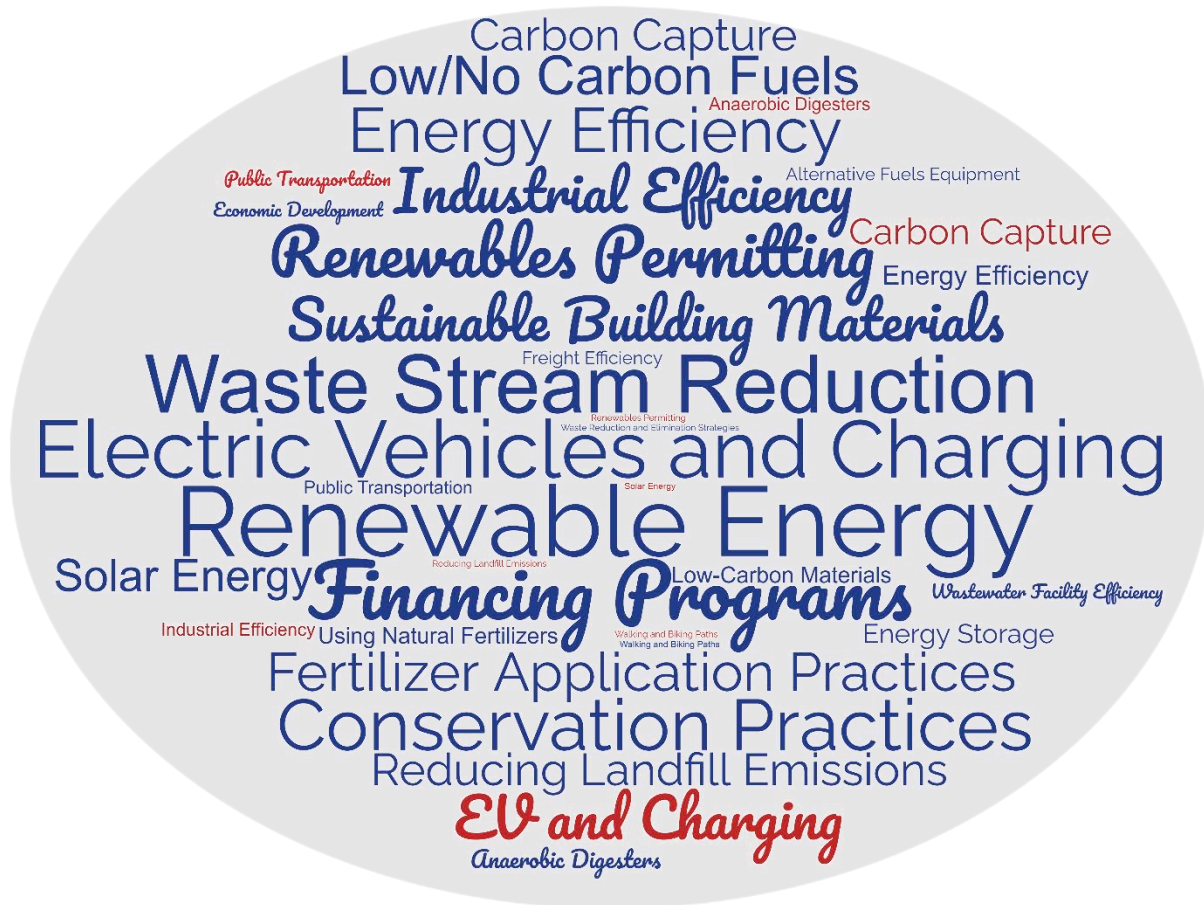 Carbon Capture
Low/No Carbon Fuels
Anaerobic Digesters
Energy Efficiency
Public Transportation
Industrial Efficiency
Alternative Fuels Equipment
Economic Development
Carbon Capture
Renewables Permitting
Energy Efficiency
Sustainable Building Materials
Freight Efficiency
Waste Stream Reduction
Renewables Permitting
Waste Reduction and Elimination Strategies
Electric Vehicles and Charging
Public Transportation
Solar Energy
Renewable Energy
Reducing Landfill Emissions
Solar Energy
Financing Programs
Low-Carbon Materials
Wastewater Facility Efficiency
Industrial Efficiency
Using Natural Fertilizers
Walking and Biking Paths
Walking and Biking Paths
Energy Storage
Fertilizer Application Practices
Conservation Practices
Reducing Landfill Emissions
EV and Charging
Anaerobic Digesters